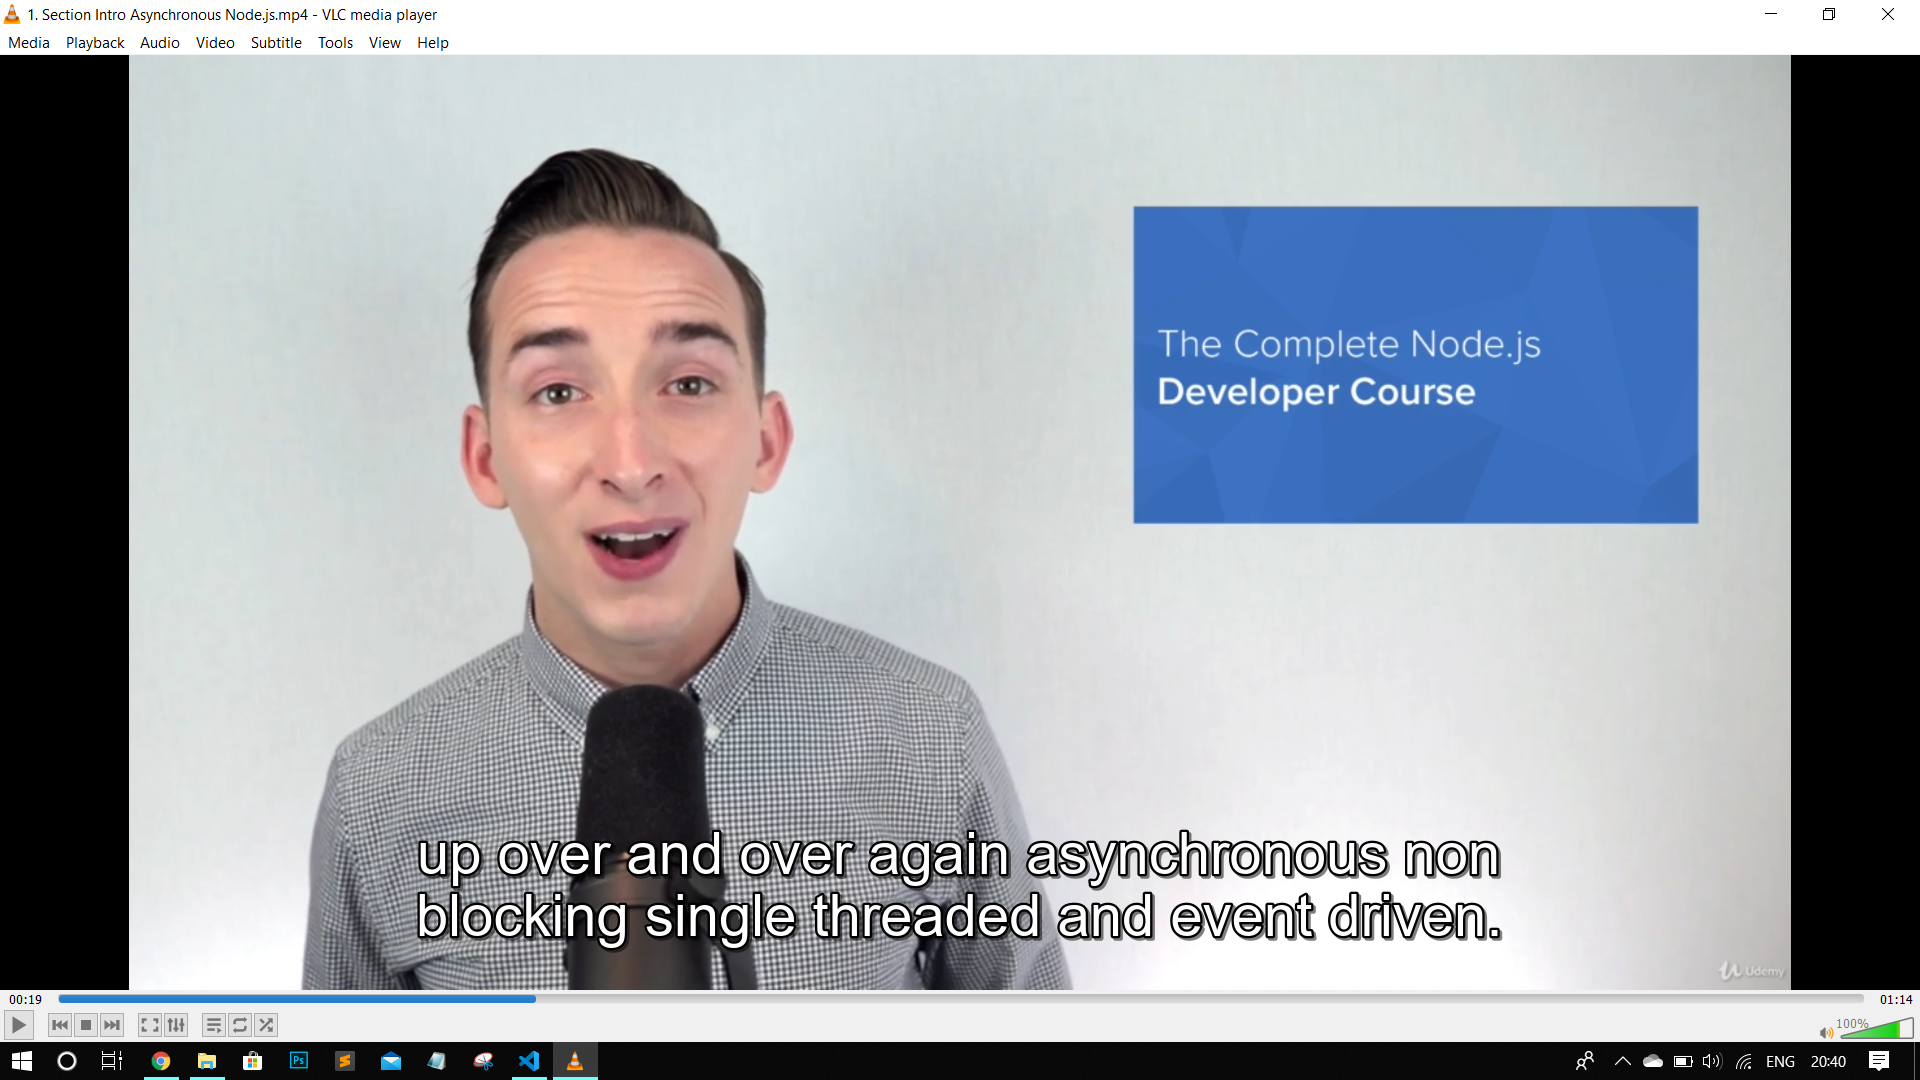 1. Section Intro Asynchronous Node.js.mp4 - VLC media player
Media Playback Audio Video Subtitle Tools View Help
The Complete Node.js
Developer Course
up over and over again asynchronous non
blocking single threaded and event driven.
Udemy
00:19
01:14
100%
Ps
ENG
20:40